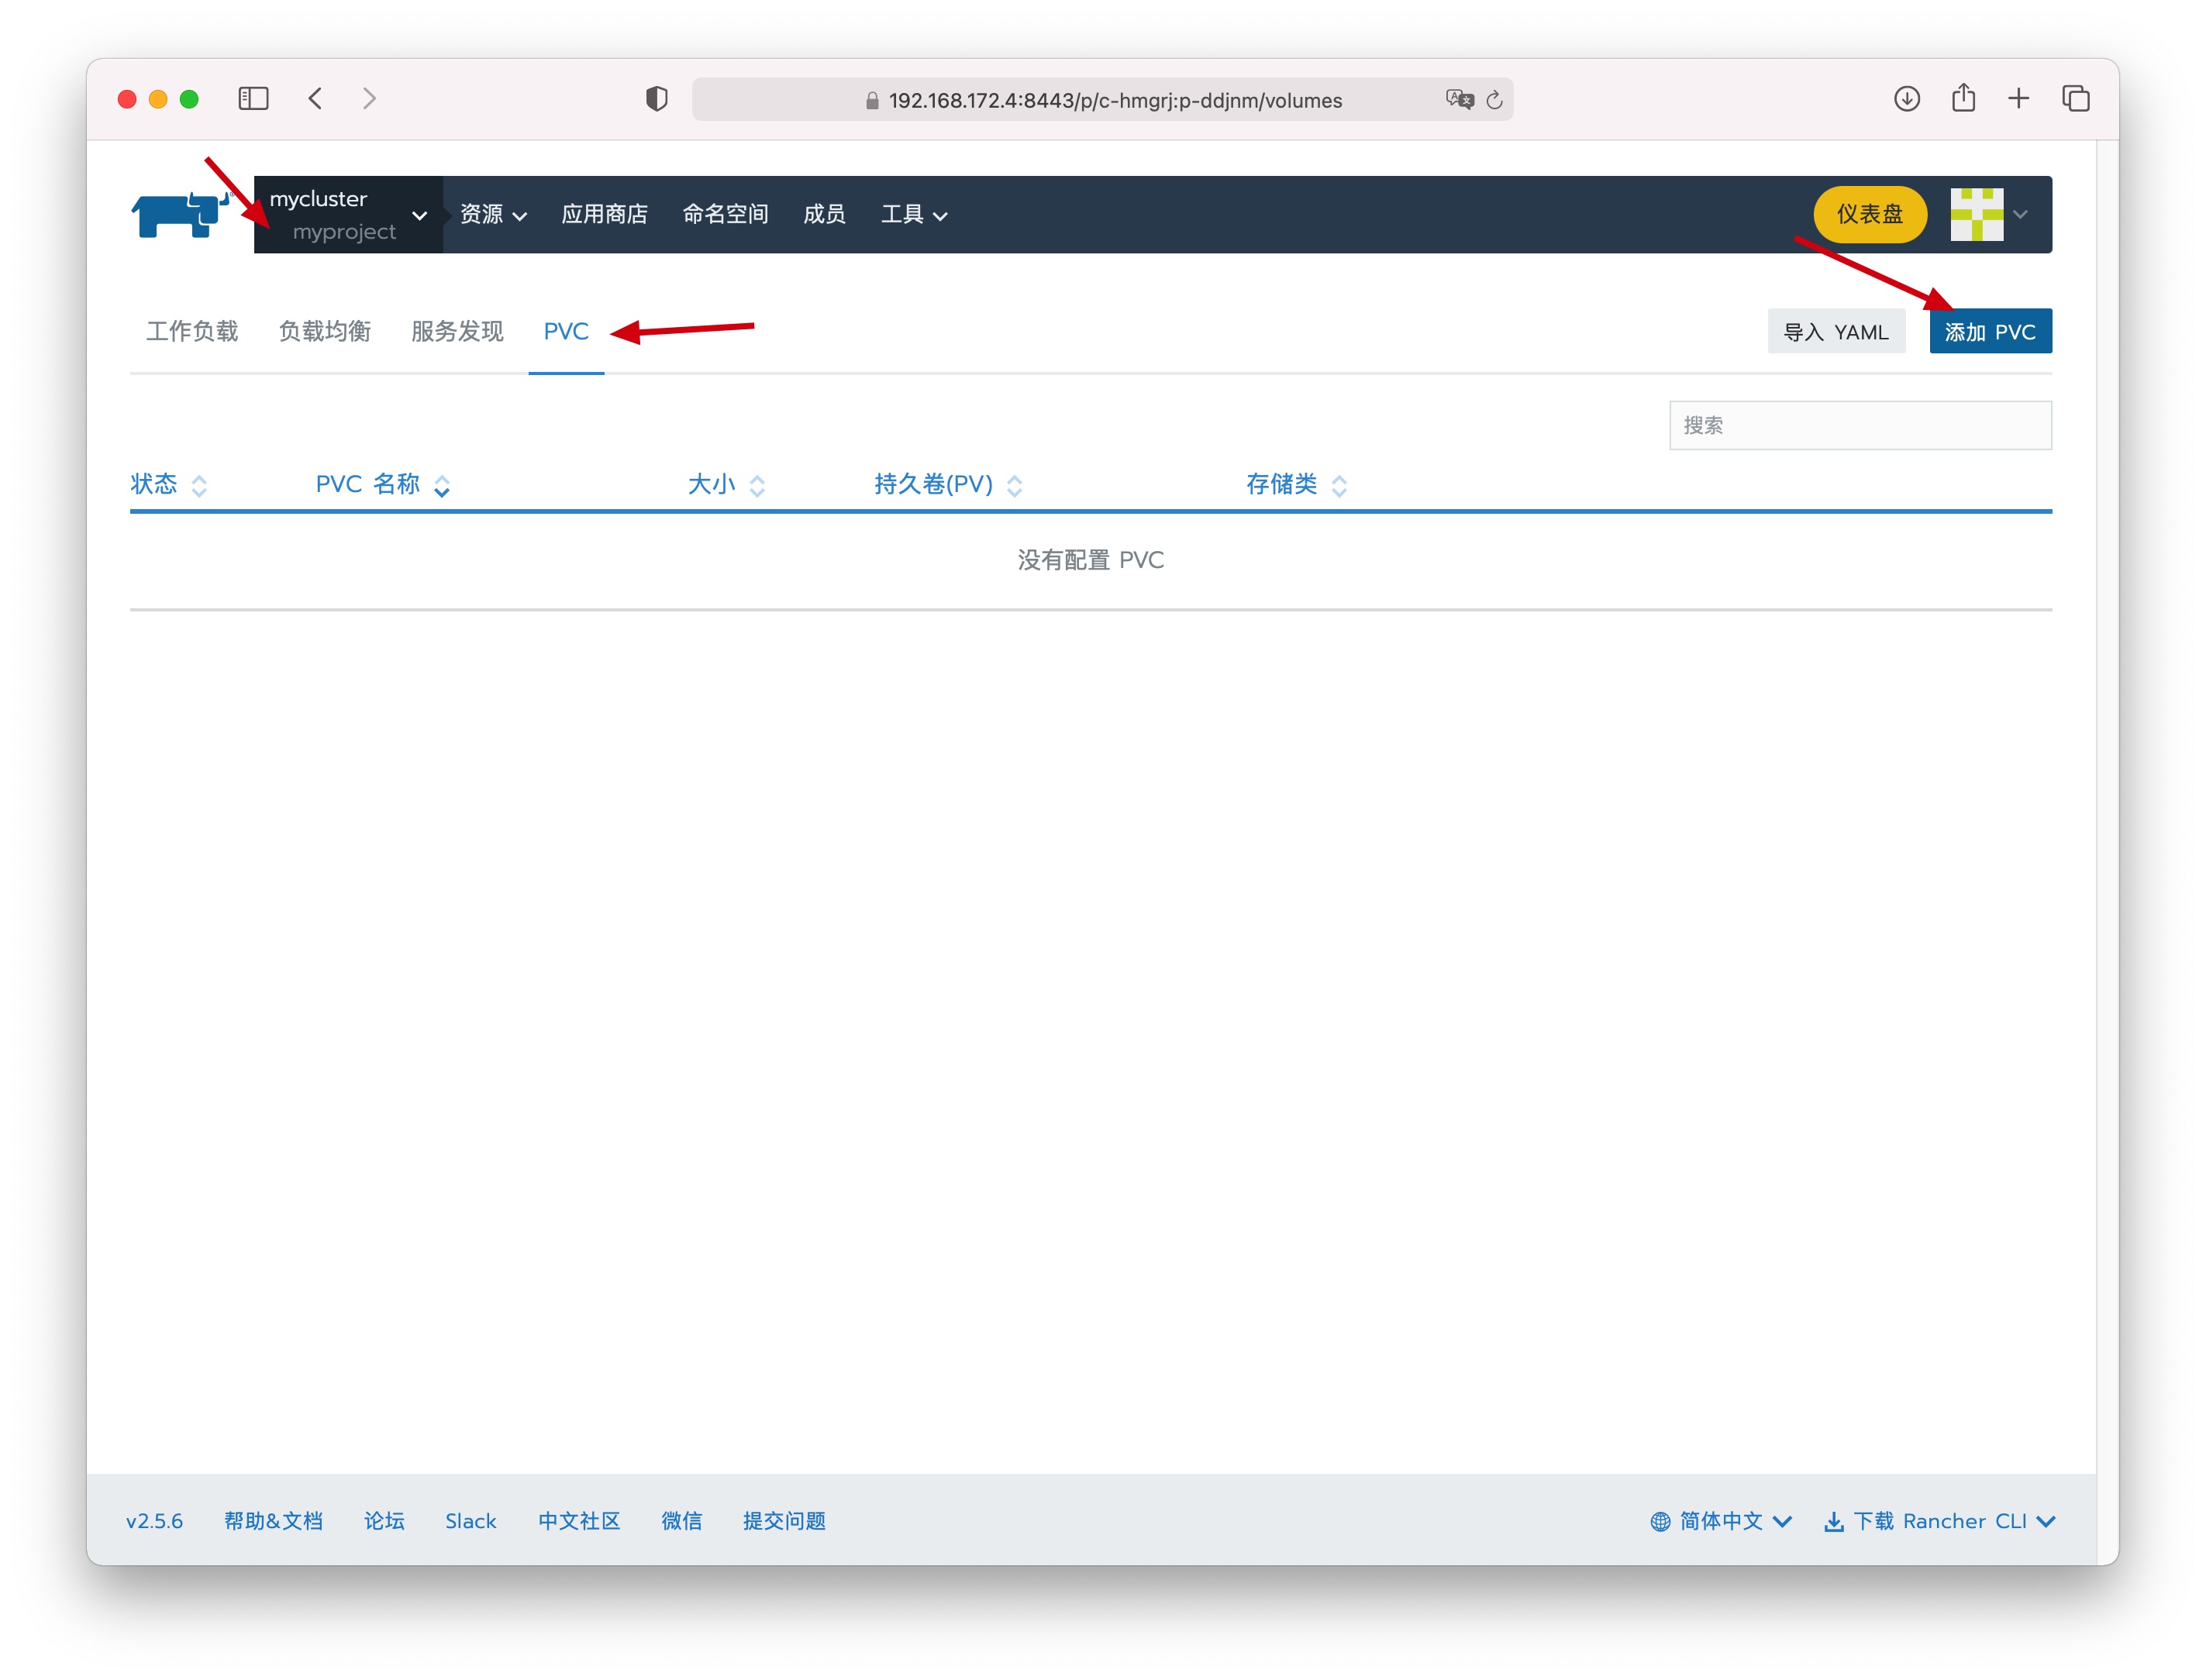 192.168.172.4:8443/p/c-hmgrj:p-ddjnm/volumes
mycluster
myproject
资源 应用商店 命名空间 成员 工具 仪表盘
工作负载 负载均衡 服务发现 PVC 导入 YAML 添加 PVC
搜索
状态 PVC 名称 大小 持久卷(PV) 存储类
没有配置 PVC
v2.5.6 帮助&文档 论坛 Slack 中文社区 微信 提交问题 简体中文 下载 Rancher CLI